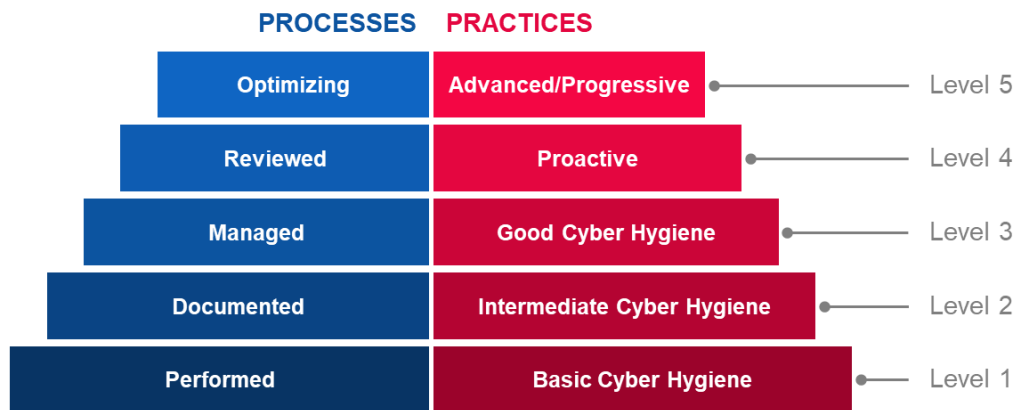 PROCESSES PRACTICES
Optimizing Advanced/Progressive Level 5
Reviewed Proactive Level 4
Managed Good Cyber Hygiene Level 3
Documented Intermediate Cyber Hygiene Level 2
Performed Basic Cyber Hygiene Level 1